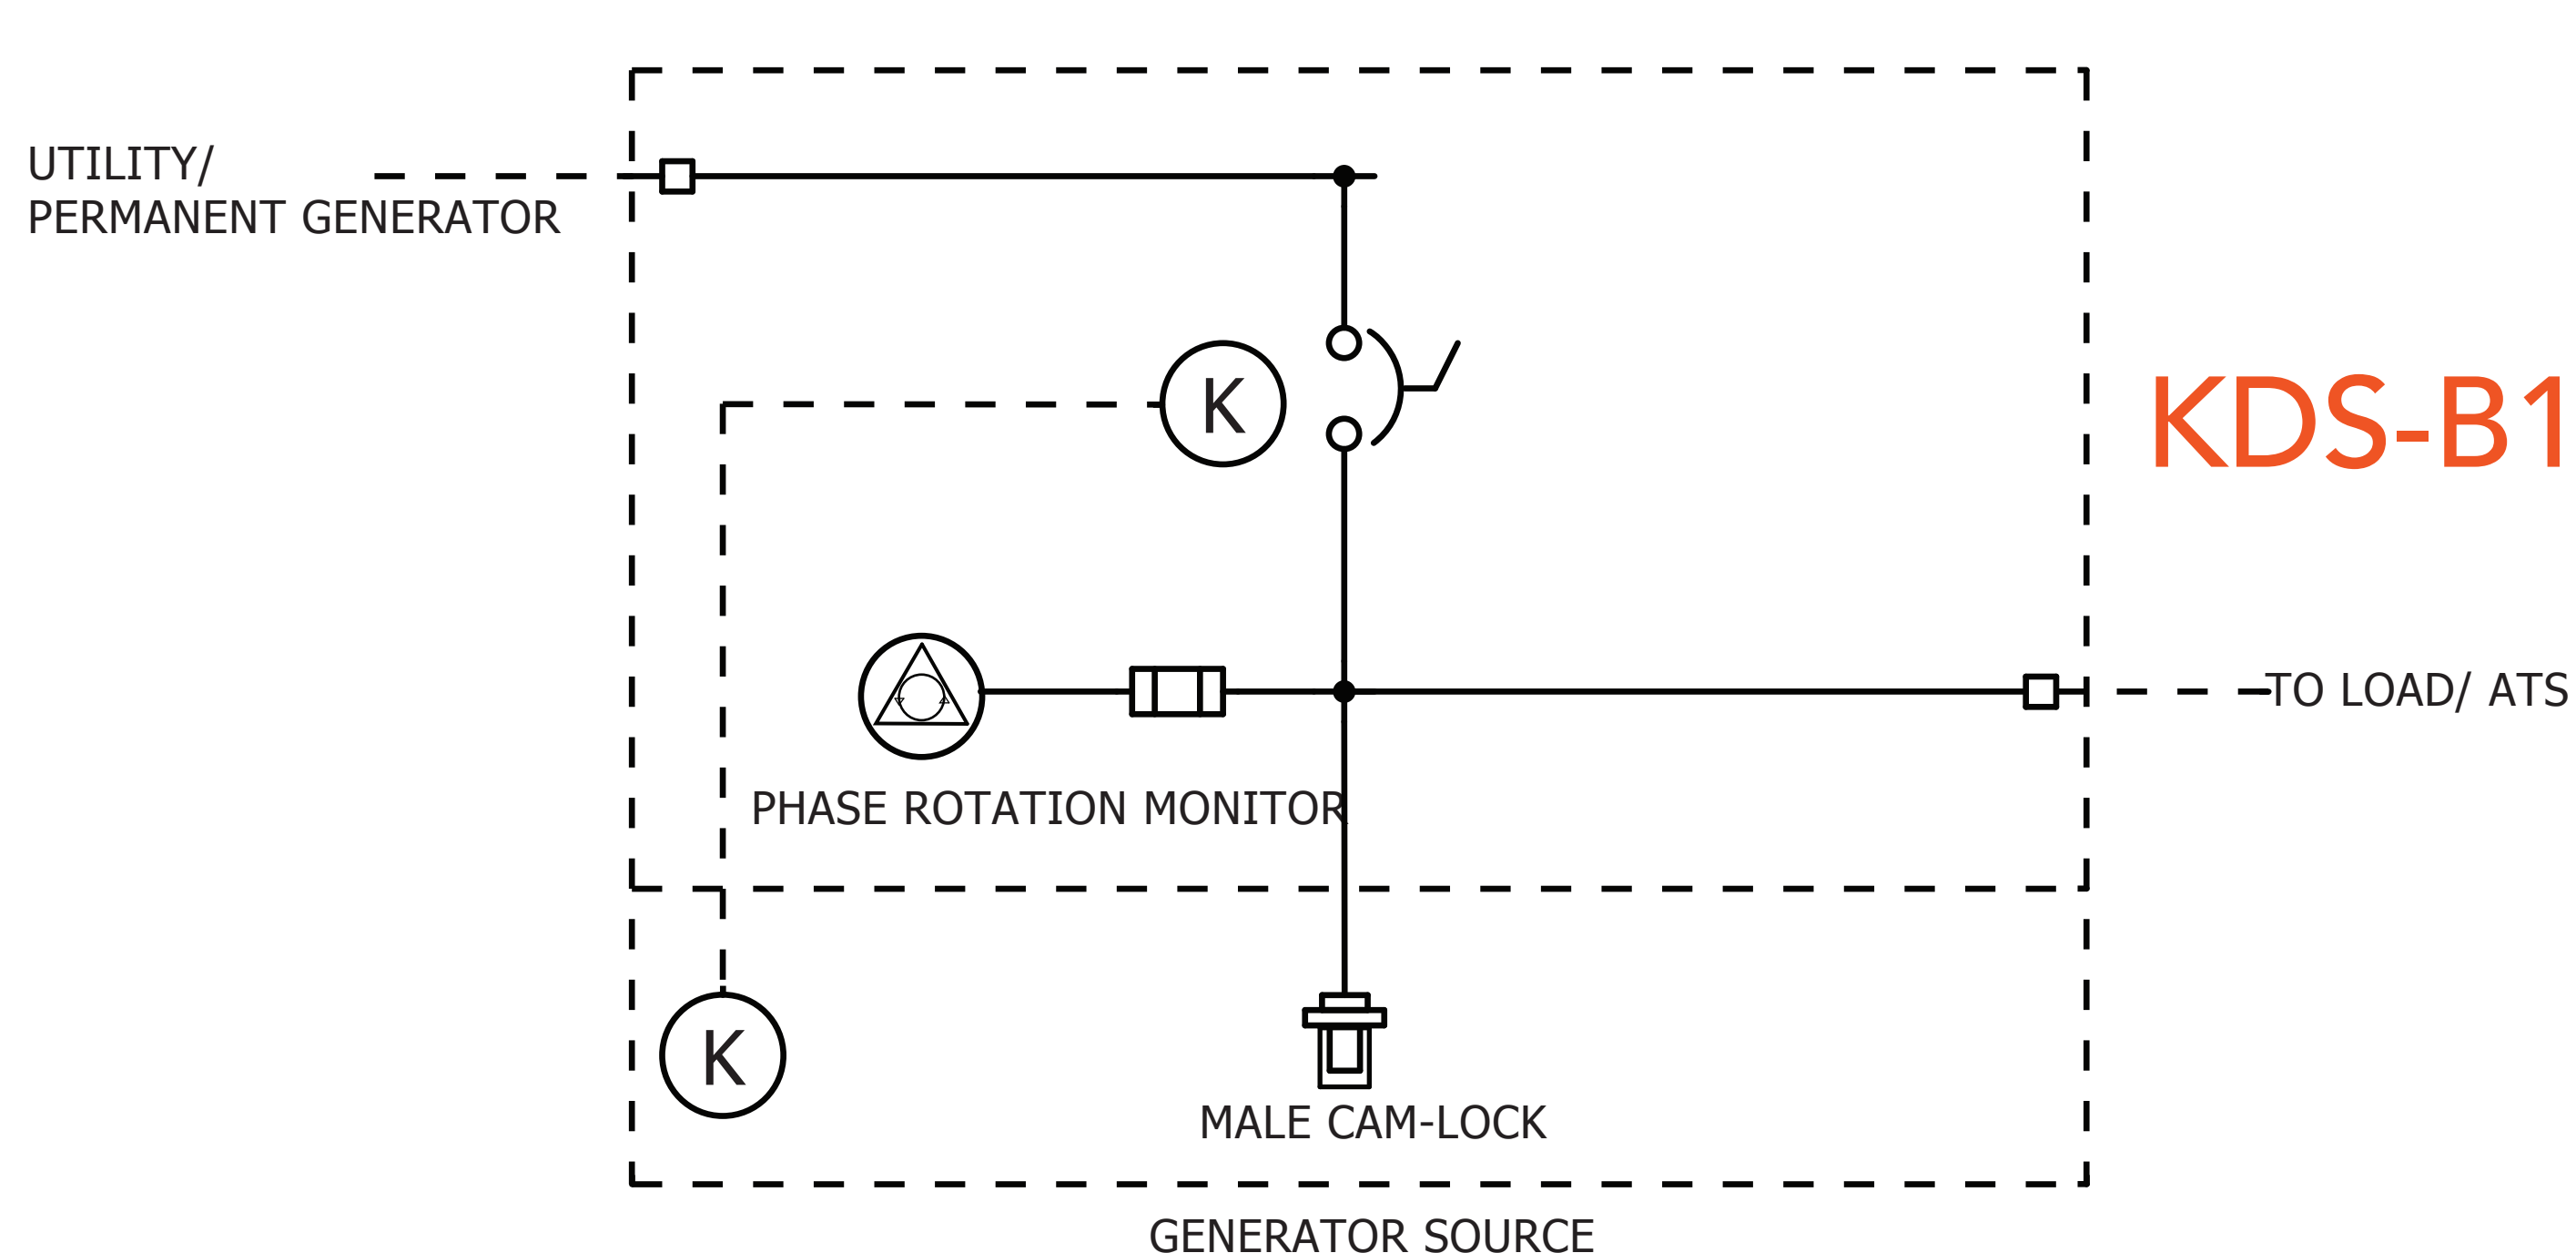 UTILITY/
PERMANENT GENERATOR
K
KDS-B1
TO LOAD/ ATS
PHASE ROTATION MONITOR
K
MALE CAM-LOCK
GENERATOR SOURCE